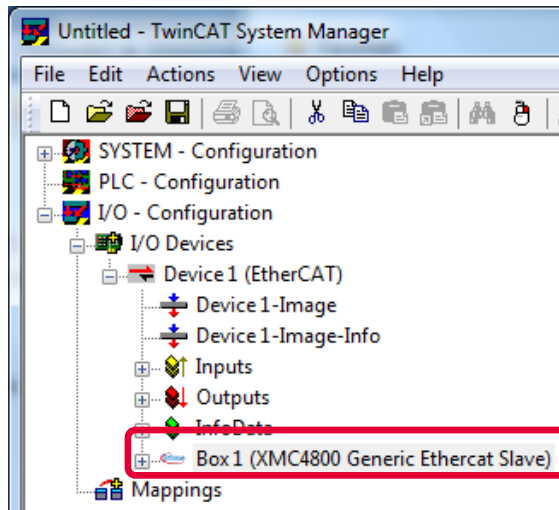 Untitled - TwinCAT System Manager
File Edit Actions View Options Help
SYSTEM - Configuration
PLC - Configuration
I/O - Configuration
I/O Devices
Device 1 (EtherCAT)
Device 1-Image
Device 1-Image-Info
Inputs
Outputs
InfoData
Box 1 (XMC4800 Generic Ethercat Slave)
Mappings